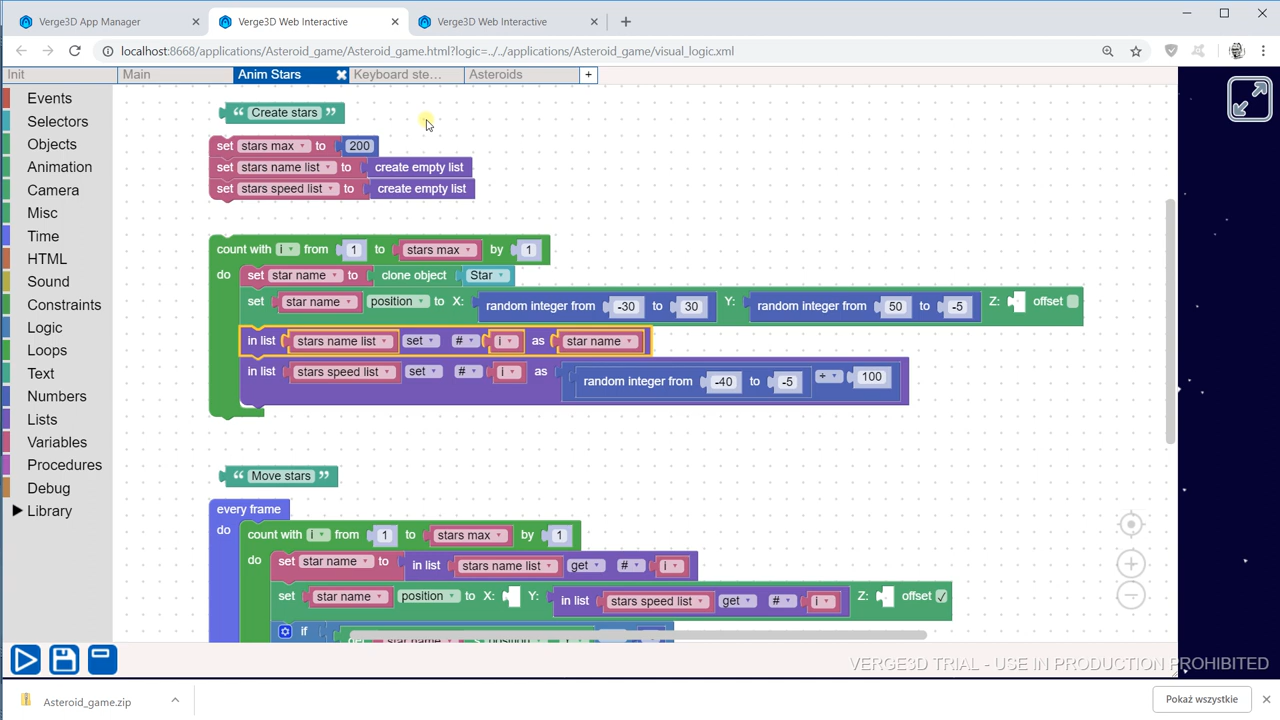 Verge3D App Manager
Verge3D Web Interactive
Verge3D Web Interactive
localhost:8668/applications/Asteroid_game/Asteroid_game.html?logic=../../applications/Asteroid_game/visual_logic.xml
Init
Main
Anim Stars
Keyboard ste...
Asteroids
+
Events
Selectors
Objects
Animation
Camera
Misc
Time
HTML
Sound
Constraints
Logic
Loops
Text
Numbers
Lists
Variables
Procedures
Debug
Library
“ Create stars ”
set stars max to 200
set stars name list to create empty list
set stars speed list to create empty list
count with i from 1 to stars max by 1
do set star name to clone object Star
set star name position to X: random integer from -30 to 30 Y: random integer from 50 to -5 Z: offset
in list stars name list set # i as star name
in list stars speed list set # i as random integer from -40 to -5 ÷ 100
“ Move stars ”
every frame
do count with i from 1 to stars max by 1
do set star name to in list stars name list get # i
set star name position to X: Y: in list stars speed list get # i Z: offset
if
VERGE3D TRIAL - USE IN PRODUCTION PROHIBITED
Asteroid_game.zip
Pokaż wszystkie